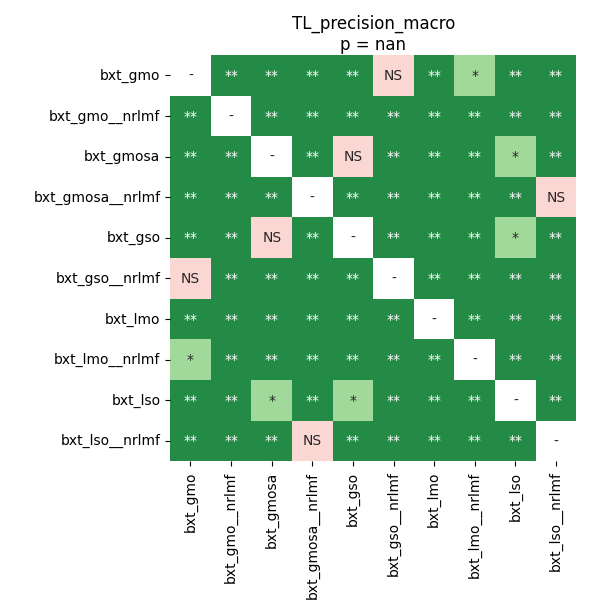 TL_precision_macro
p = nan
bxt_gmo - ** ** ** ** NS ** * ** **
bxt_gmo__nrlmf ** - ** ** ** ** ** ** ** **
bxt_gmosa ** ** - ** NS ** ** ** * **
bxt_gmosa__nrlmf ** ** ** - ** ** ** ** ** NS
bxt_gso ** ** NS ** - ** ** ** * **
bxt_gso__nrlmf NS ** ** ** ** - ** ** ** **
bxt_lmo ** ** ** ** ** ** - ** ** **
bxt_lmo__nrlmf * ** ** ** ** ** ** - ** **
bxt_lso ** ** * ** * ** ** ** - **
bxt_lso__nrlmf ** ** ** NS ** ** ** ** ** -
bxt_gmo
bxt_gmo__nrlmf
bxt_gmosa
bxt_gmosa__nrlmf
bxt_gso
bxt_gso__nrlmf
bxt_lmo
bxt_lmo__nrlmf
bxt_lso
bxt_lso__nrlmf